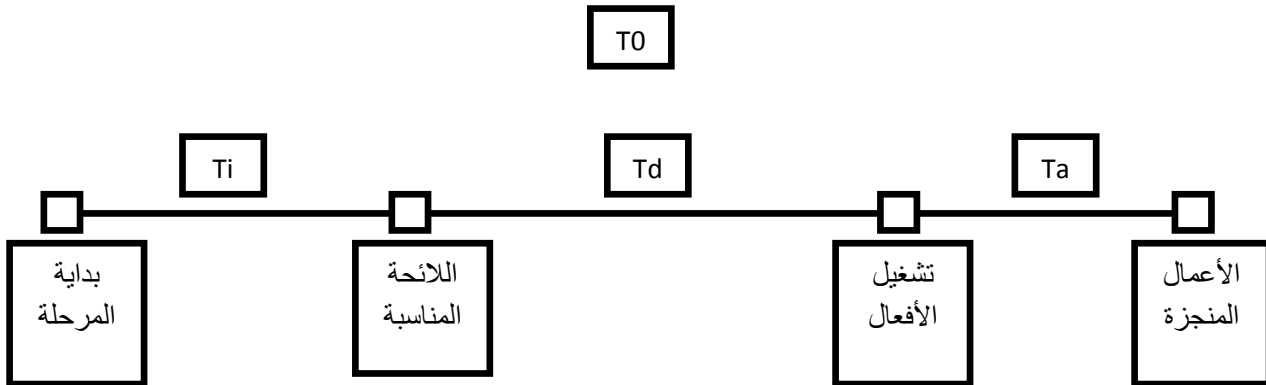 T0
Ti
Td
Ta
بداية
المرحلة
اللائحة
المناسبة
تشغيل
الأفعال
الأعمال
المنجزة